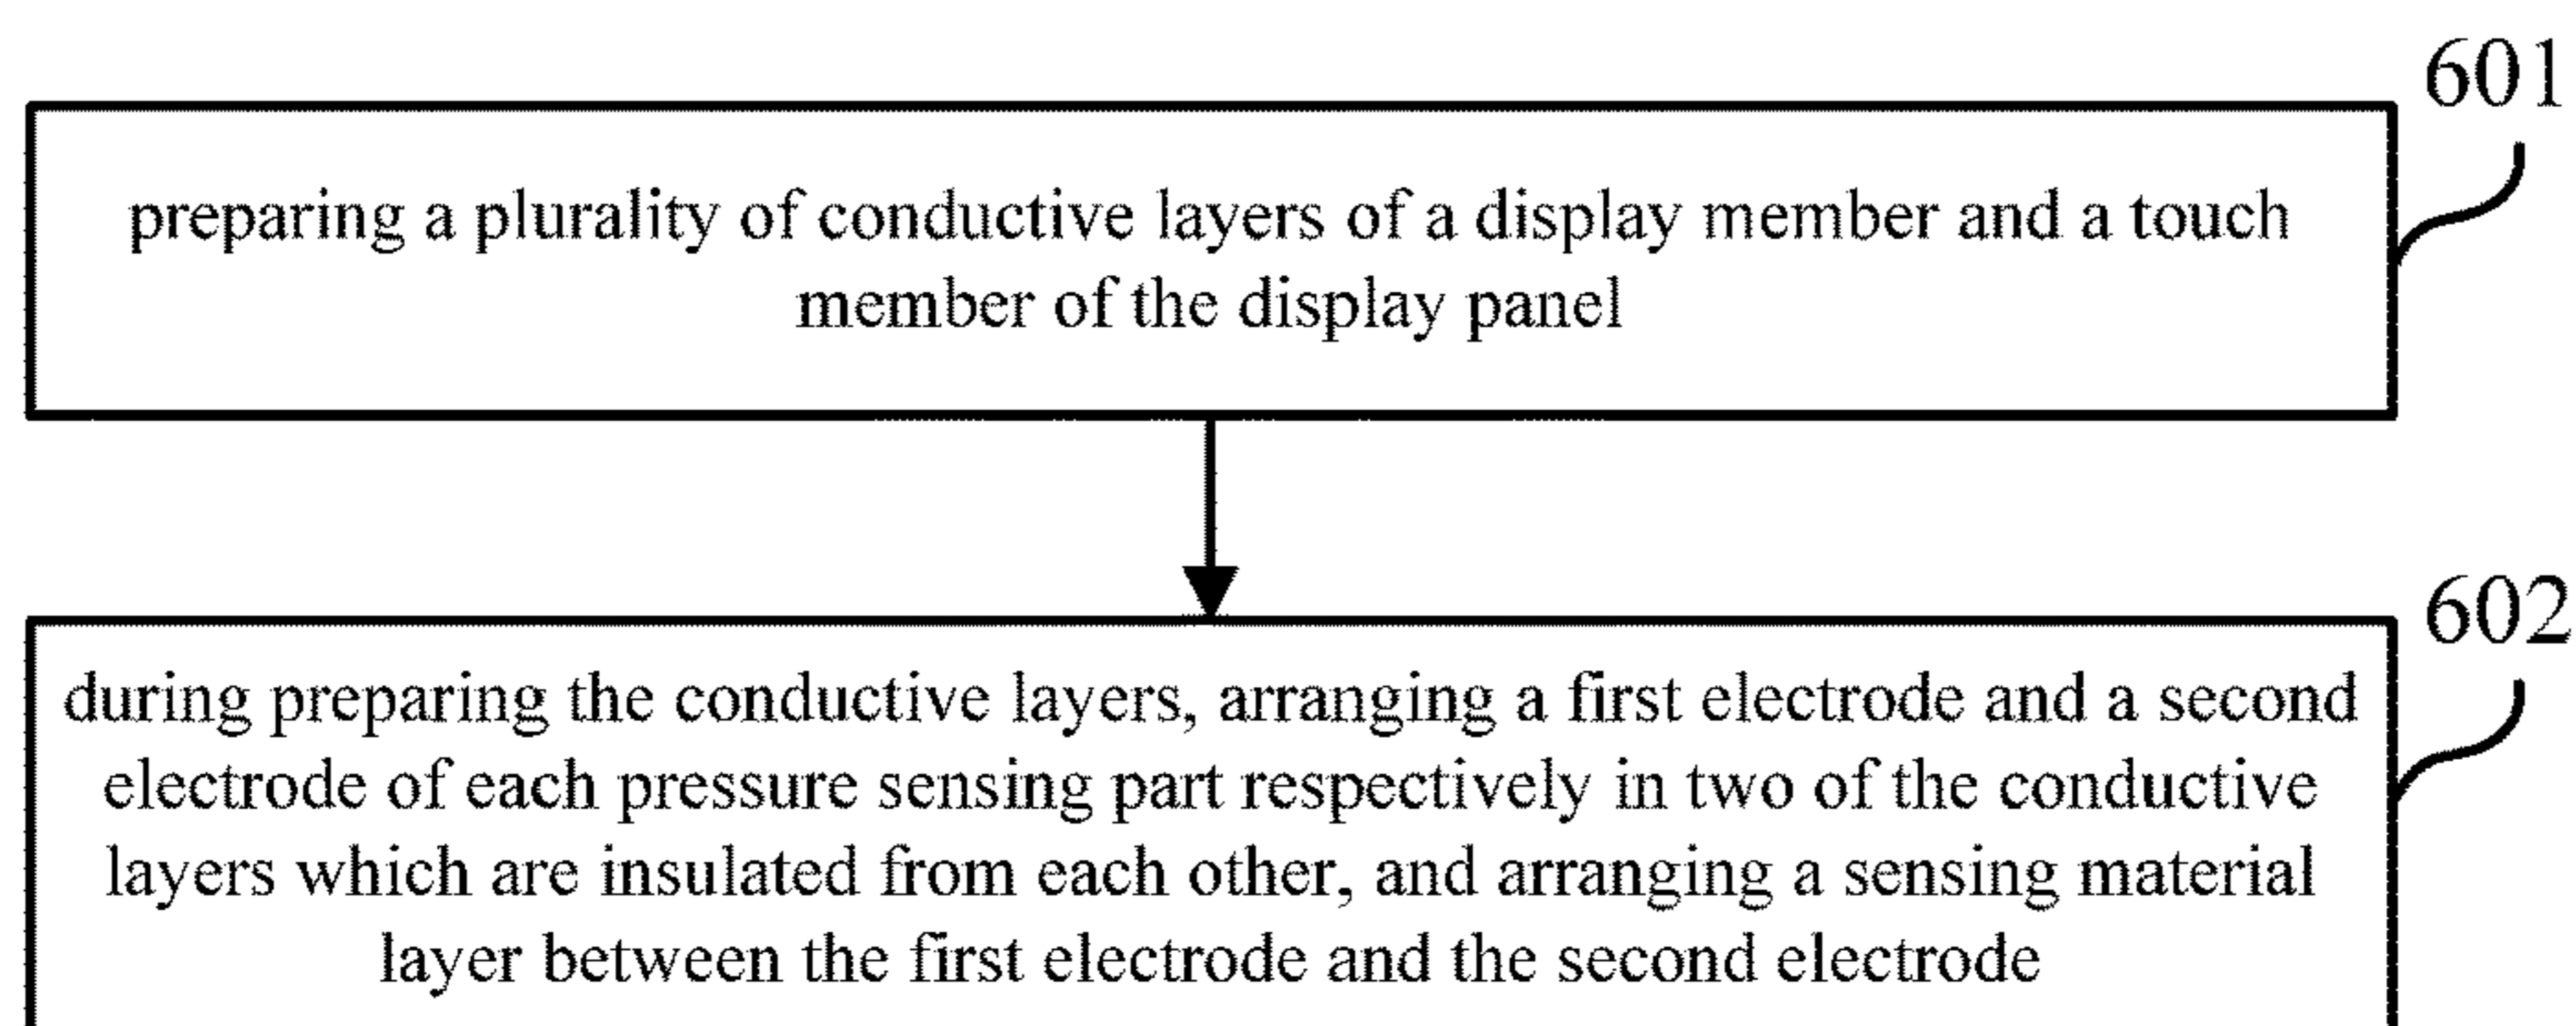 601
preparing a plurality of conductive layers of a display member and a touch
member of the display panel
602
during preparing the conductive layers, arranging a first electrode and a second
electrode of each pressure sensing part respectively in two of the conductive
layers which are insulated from each other, and arranging a sensing material
layer between the first electrode and the second electrode